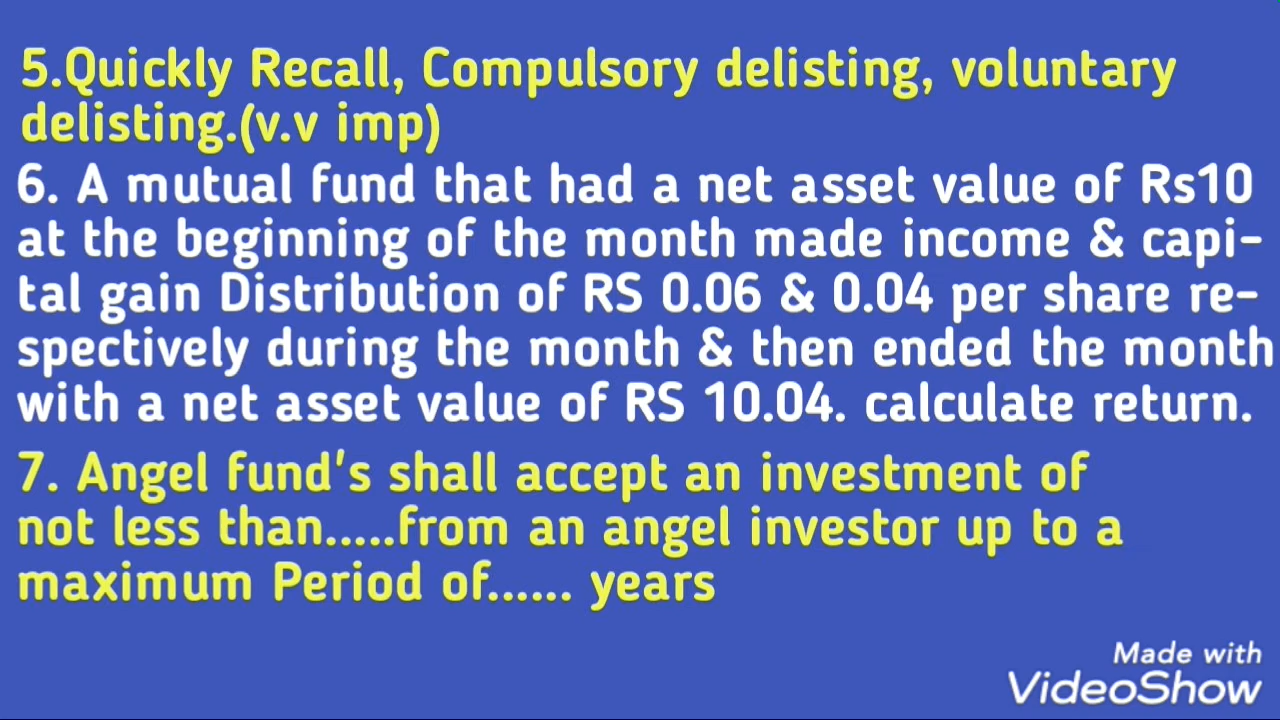 5.Quickly Recall, Compulsory delisting, voluntary
delisting.(v.v imp)
6. A mutual fund that had a net asset value of Rs10
at the beginning of the month made income & capi-
tal gain Distribution of RS 0.06 & 0.04 per share re-
spectively during the month & then ended the month
with a net asset value of RS 10.04. calculate return.
7. Angel fund's shall accept an investment of
not less than.....from an angel investor up to a
maximum Period of...... years
Made with
VideoShow